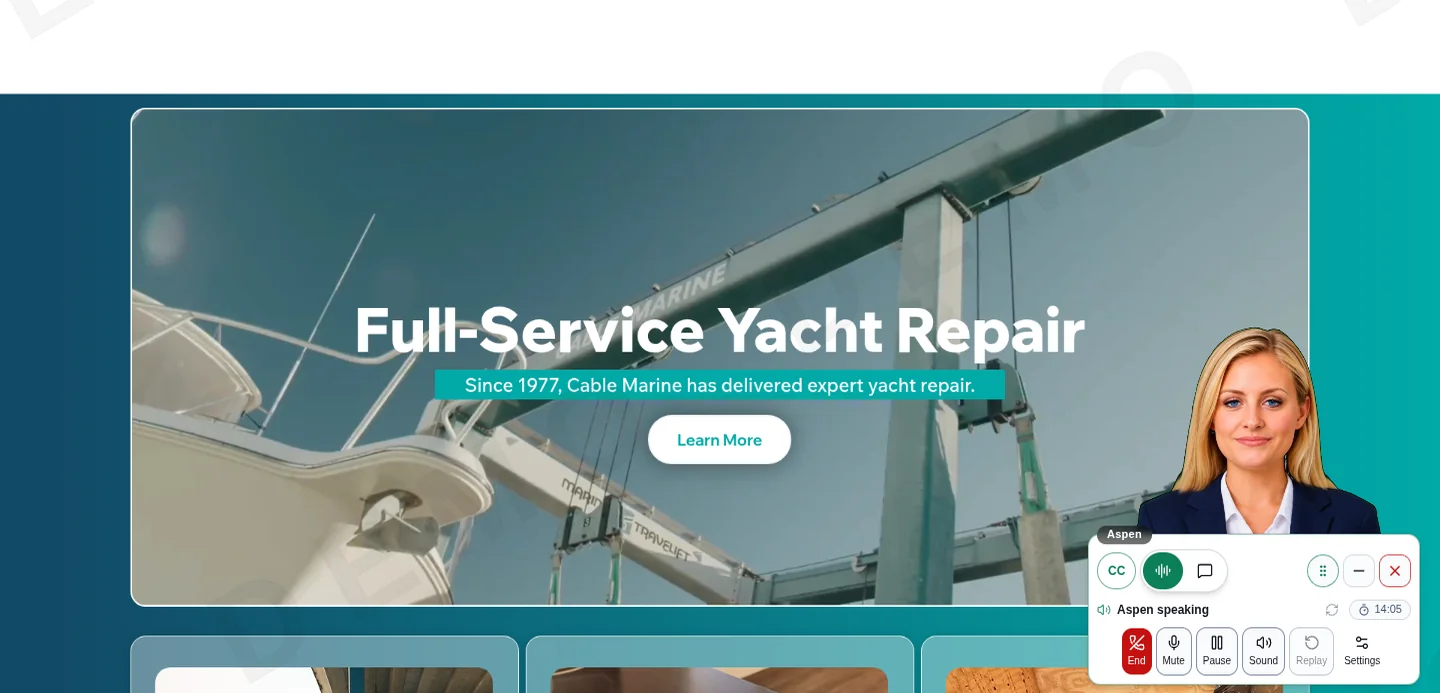 MARINE
Full-Service Yacht Repair
Since 1977, Cable Marine has delivered expert yacht repair.
Learn More
MARINE
TRAVELIFT
DEMO
Aspen
CC
Aspen speaking
14:05
End
Mute
Pause
Sound
Replay
Settings